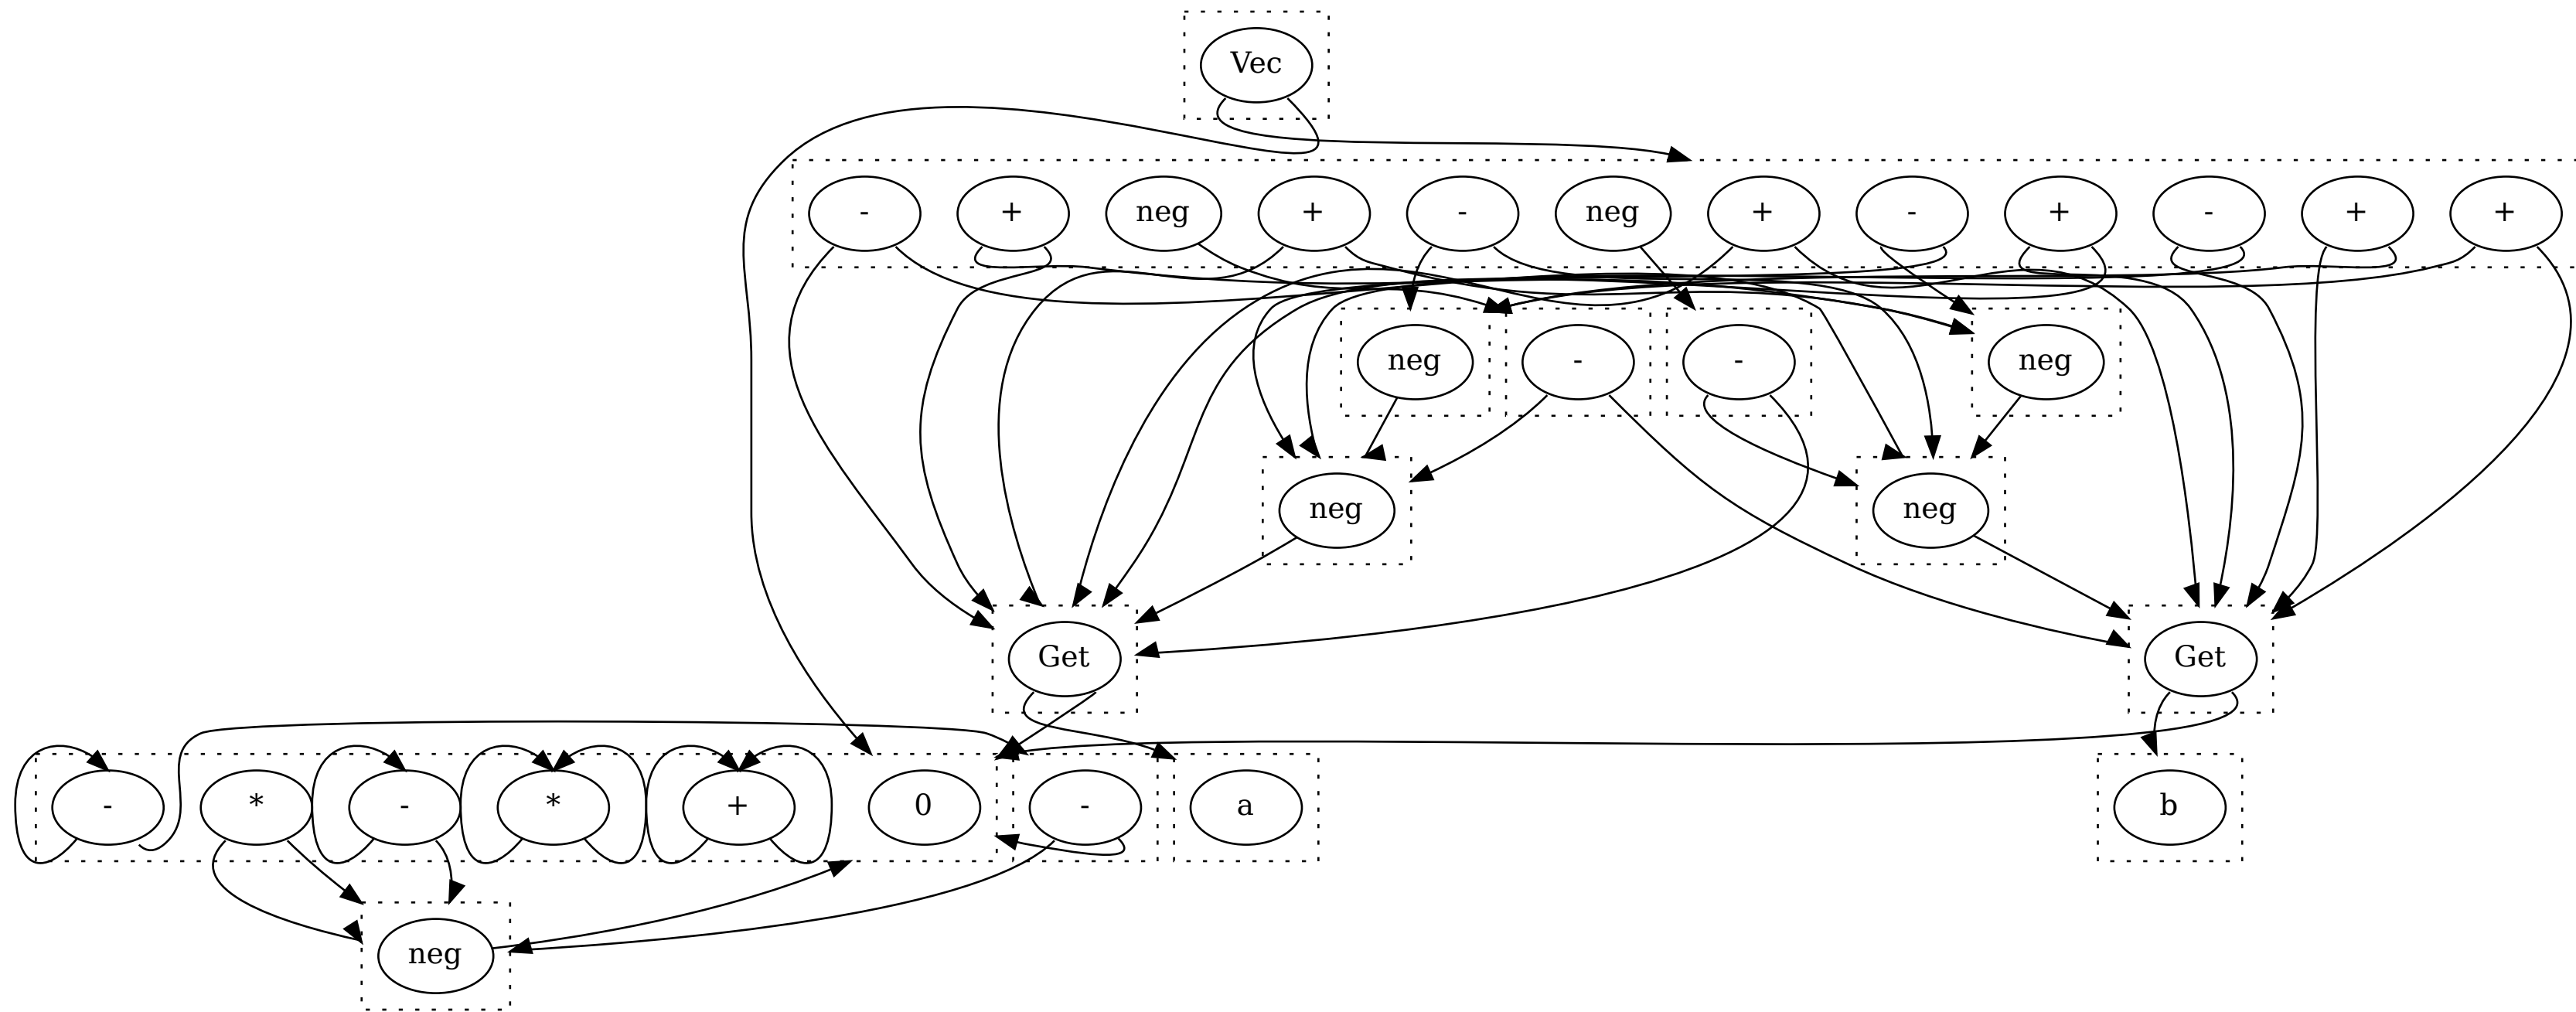 Vec
- + neg + - neg + - + - + +
neg - - neg
neg neg
Get Get
- * - * + 0 - a b
neg